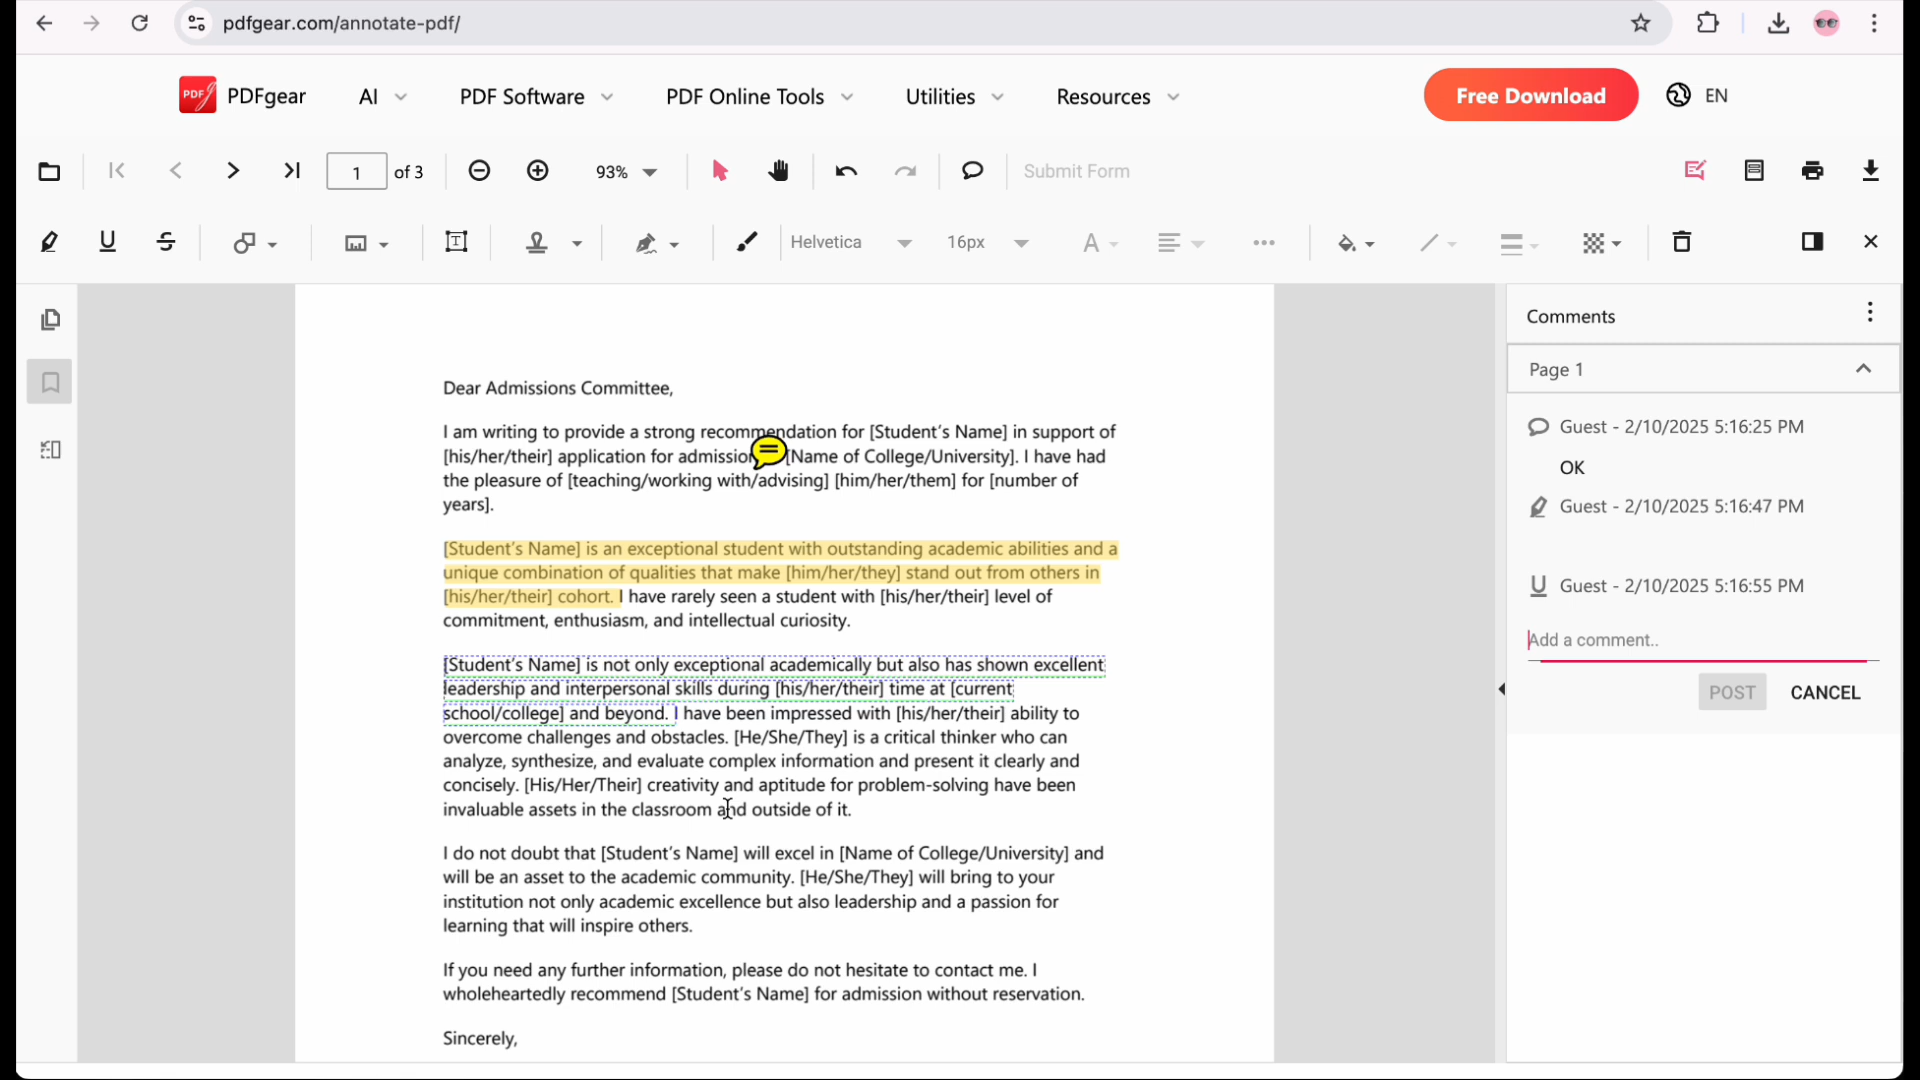 pdfgear.com/annotate-pdf/
PDF PDFgear AI PDF Software PDF Online Tools Utilities Resources Free Download EN
1 of 3 93% Submit Form
U S T Helvetica 16px A
Dear Admissions Committee,
I am writing to provide a strong recommendation for [Student's Name] in support of
[his/her/their] application for admission [Name of College/University]. I have had
the pleasure of [teaching/working with/advising] [him/her/them] for [number of
years].
[Student's Name] is an exceptional student with outstanding academic abilities and a
unique combination of qualities that make [him/her/they] stand out from others in
[his/her/their] cohort. I have rarely seen a student with [his/her/their] level of
commitment, enthusiasm, and intellectual curiosity.
[Student's Name] is not only exceptional academically but also has shown excellent
leadership and interpersonal skills during [his/her/their] time at [current
school/college] and beyond. I have been impressed with [his/her/their] ability to
overcome challenges and obstacles. [He/She/They] is a critical thinker who can
analyze, synthesize, and evaluate complex information and present it clearly and
concisely. [His/Her/Their] creativity and aptitude for problem-solving have been
invaluable assets in the classroom and outside of it.
I do not doubt that [Student's Name] will excel in [Name of College/University] and
will be an asset to the academic community. [He/She/They] will bring to your
institution not only academic excellence but also leadership and a passion for
learning that will inspire others.
If you need any further information, please do not hesitate to contact me. I
wholeheartedly recommend [Student's Name] for admission without reservation.
Sincerely,
Comments
Page 1
Guest - 2/10/2025 5:16:25 PM
OK
Guest - 2/10/2025 5:16:47 PM
U Guest - 2/10/2025 5:16:55 PM
Add a comment..
POST CANCEL